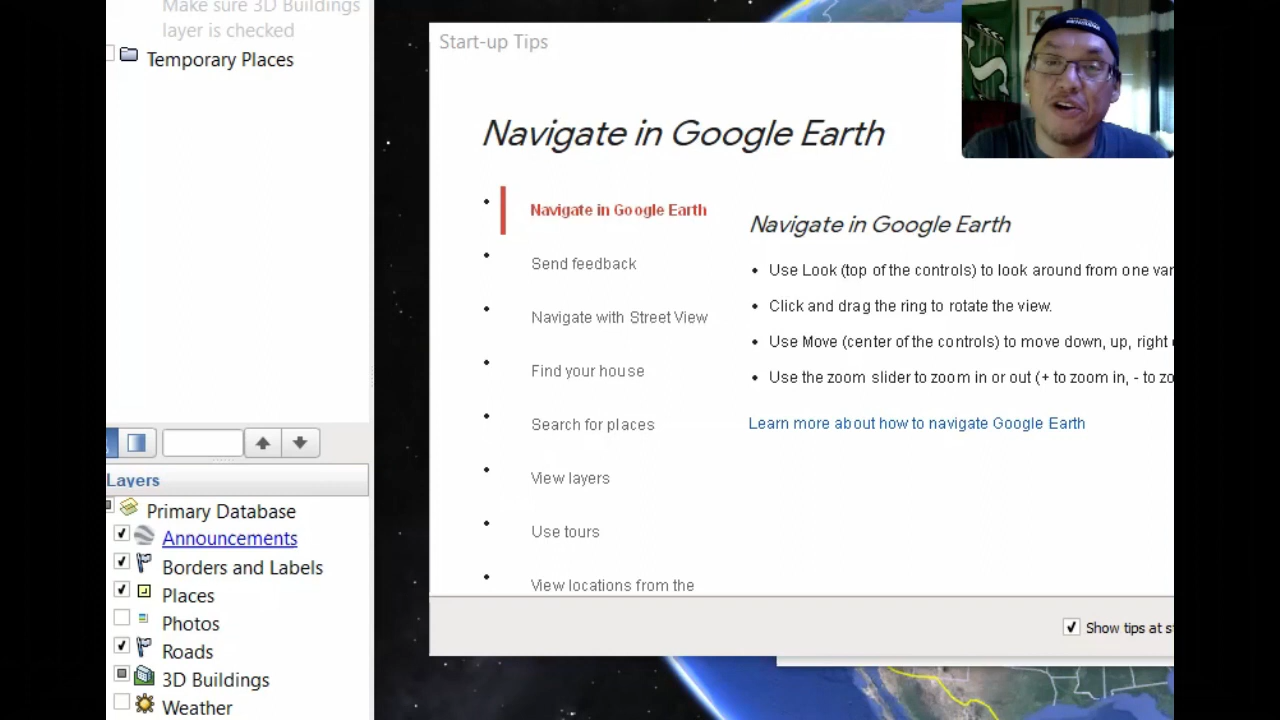 Make sure 3D Buildings
layer is checked
Temporary Places
Start-up Tips
Navigate in Google Earth
Navigate in Google Earth
Send feedback
Navigate with Street View
Find your house
Search for places
View layers
Use tours
View locations from the
Navigate in Google Earth
• Use Look (top of the controls) to look around from one
• Click and drag the ring to rotate the view.
• Use Move (center of the controls) to move down, up, right
• Use the zoom slider to zoom in or out (+ to zoom in, - to
Learn more about how to navigate Google Earth
Show tips at
Layers
Primary Database
Announcements
Borders and Labels
Places
Photos
Roads
3D Buildings
Weather